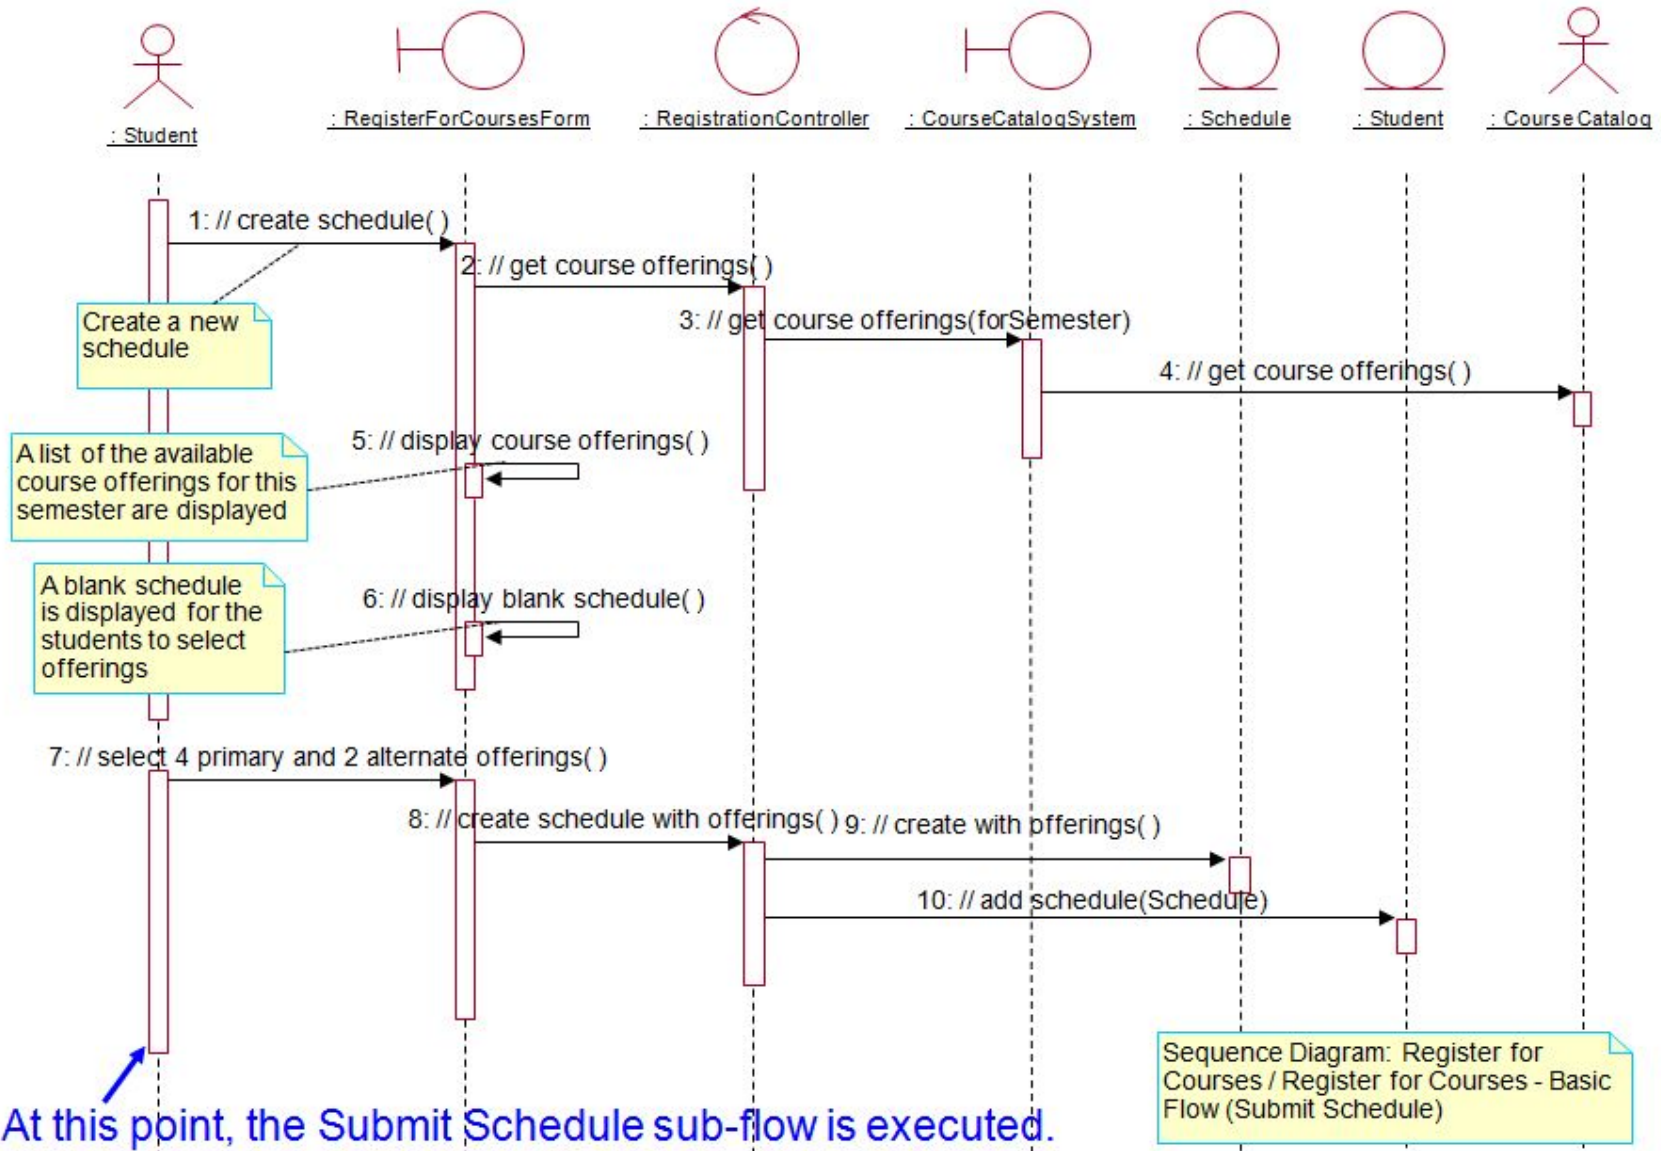 : Student
: RegisterForCoursesForm
: RegistrationController
: CourseCatalogSystem
: Schedule
: Student
: Course Catalog
1: // create schedule( )
2: // get course offerings( )
3: // get course offerings(forSemester)
4: // get course offerings( )
Create a new
schedule
5: // display course offerings( )
A list of the available
course offerings for this
semester are displayed
6: // display blank schedule( )
A blank schedule
is displayed for the
students to select
offerings
7: // select 4 primary and 2 alternate offerings( )
8: // create schedule with offerings( )
9: // create with offerings( )
10: // add schedule(Schedule)
Sequence Diagram: Register for
Courses / Register for Courses - Basic
Flow (Submit Schedule)
At this point, the Submit Schedule sub-flow is executed.